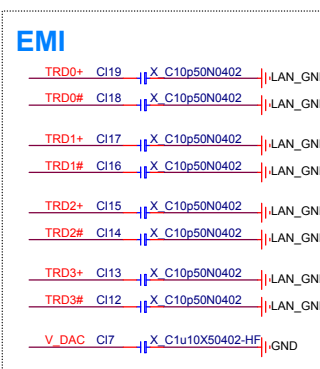 EMI
TRD0+ CI19 X_C10p50N0402 LAN_GN
TRD0# CI18 X_C10p50N0402 LAN_GN
TRD1+ CI17 X_C10p50N0402 LAN_GN
TRD1# CI16 X_C10p50N0402 LAN_GN
TRD2+ CI15 X_C10p50N0402 LAN_GN
TRD2# CI14 X_C10p50N0402 LAN_GN
TRD3+ CI13 X_C10p50N0402 LAN_GN
TRD3# CI12 X_C10p50N0402 LAN_GN
V_DAC CI7 X_C1u10X50402-HF GND